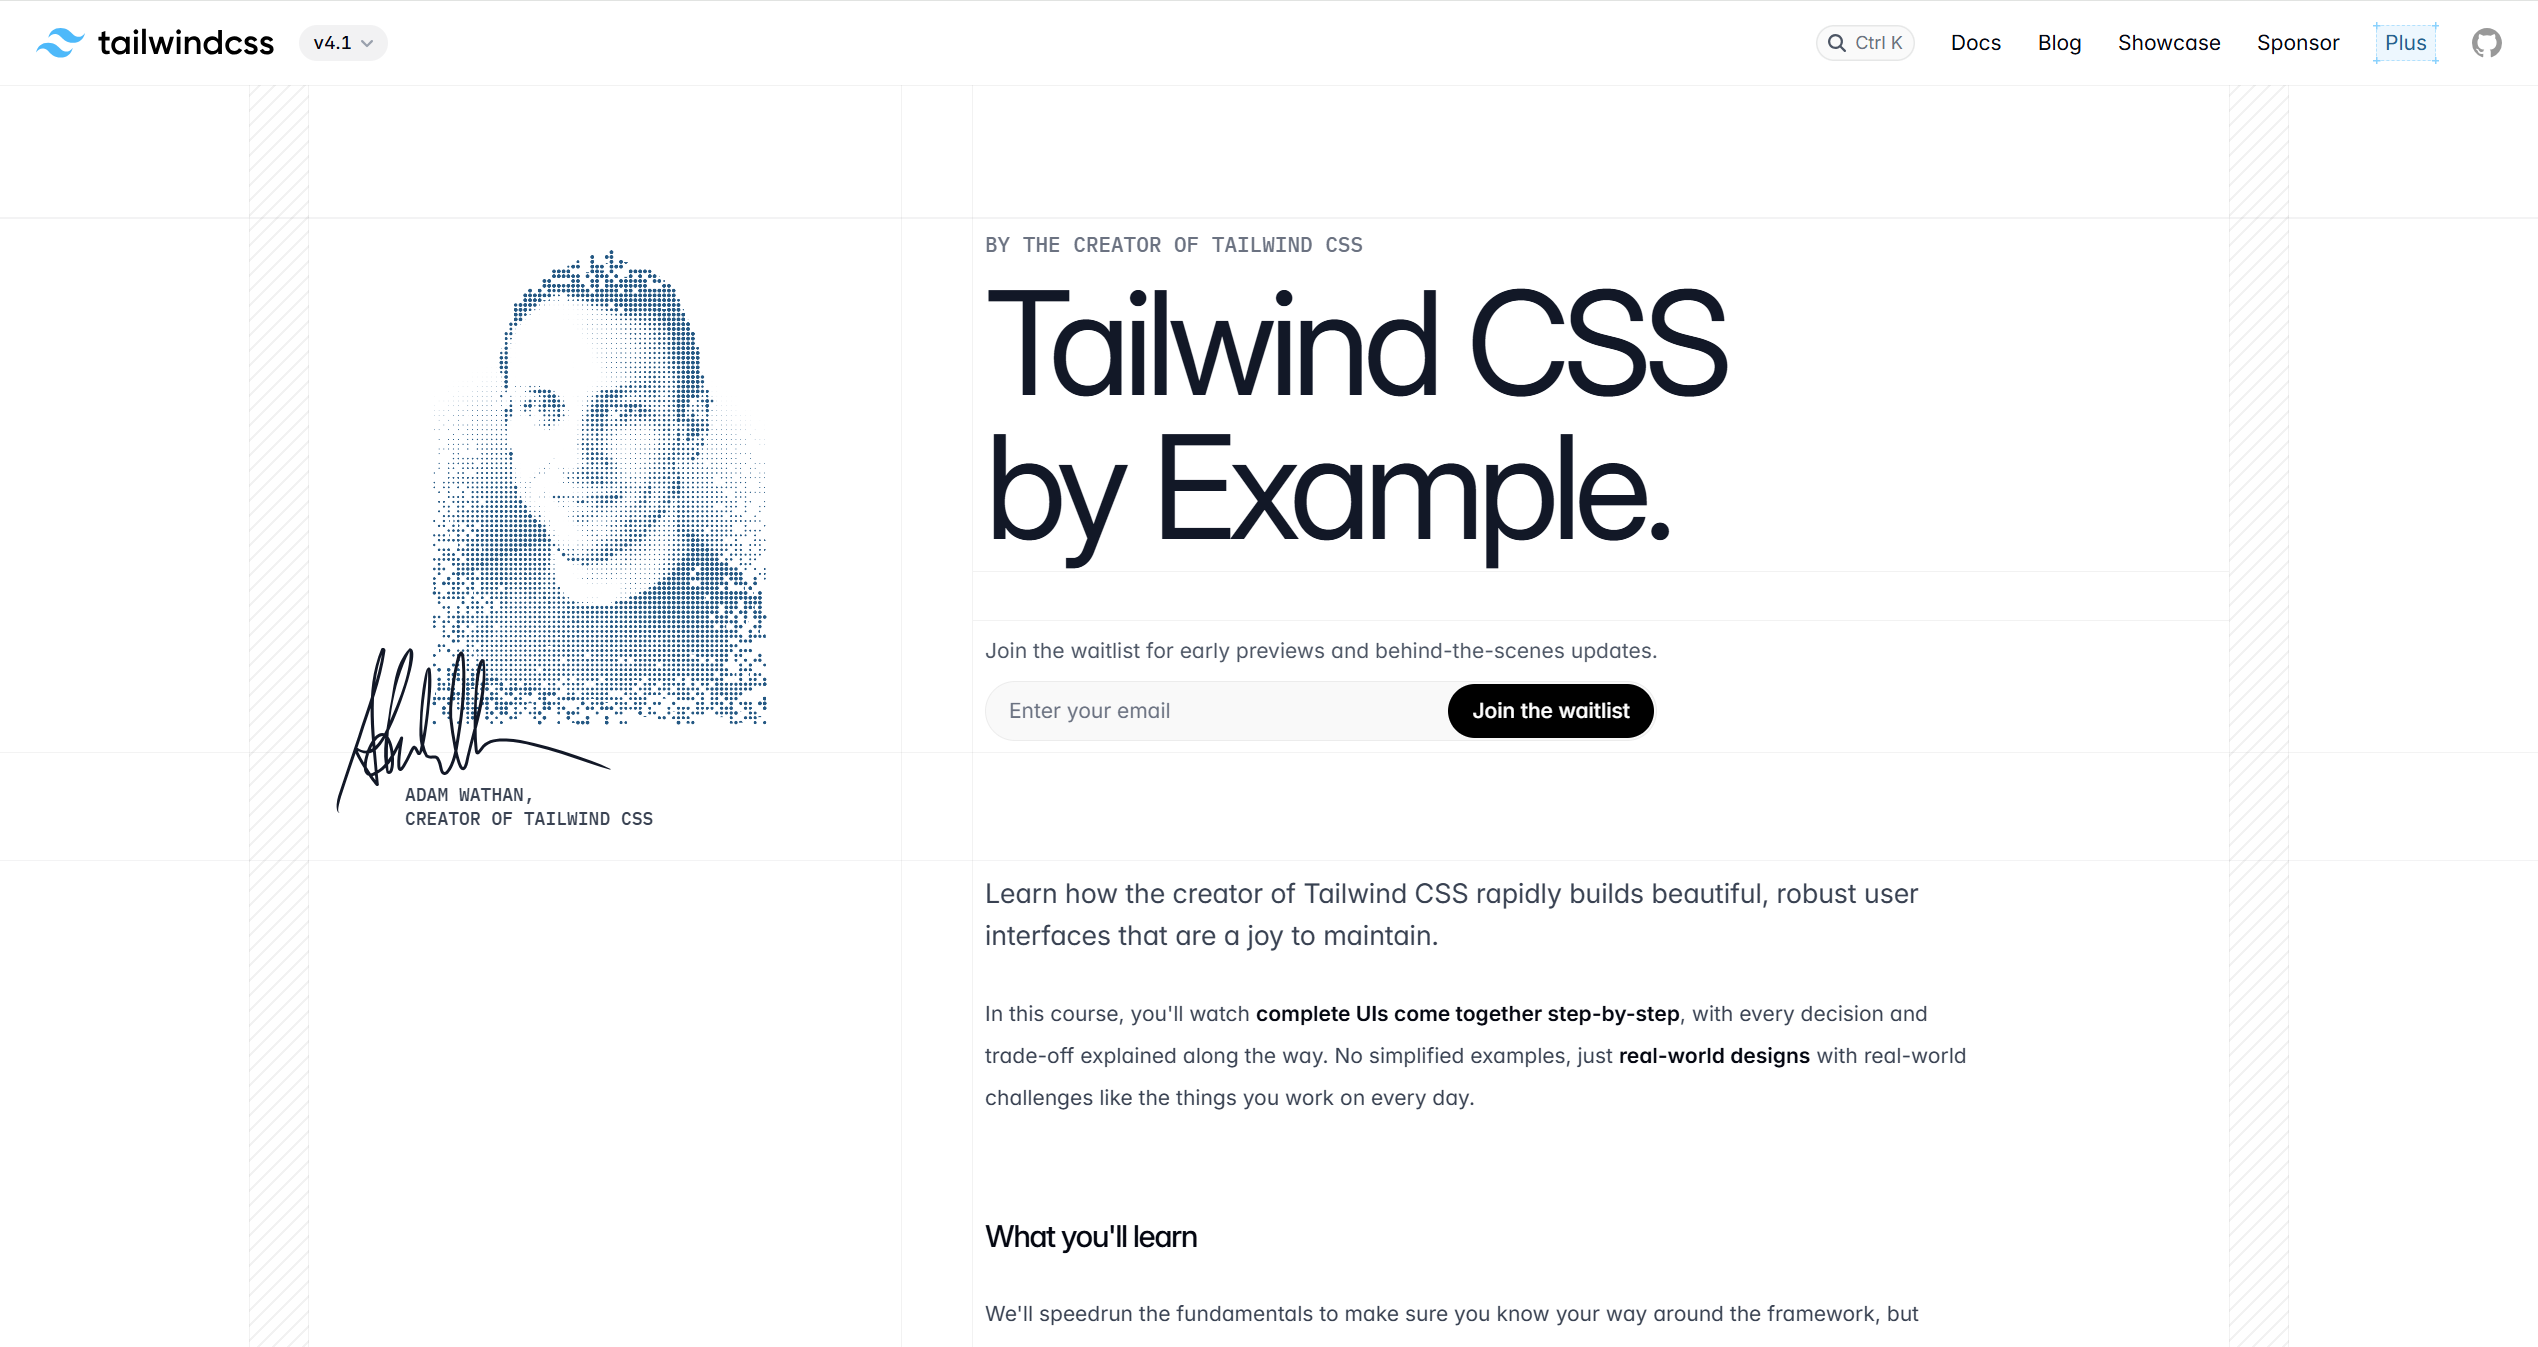 tailwindcss
v4.1
Ctrl K
Docs
Blog
Showcase
Sponsor
Plus
BY THE CREATOR OF TAILWIND CSS
Tailwind CSS
by Example.
Join the waitlist for early previews and behind-the-scenes updates.
Enter your email
Join the waitlist
ADAM WATHAN,
CREATOR OF TAILWIND CSS
Learn how the creator of Tailwind CSS rapidly builds beautiful, robust user
interfaces that are a joy to maintain.
In this course, you'll watch complete UIs come together step-by-step, with every decision and
trade-off explained along the way. No simplified examples, just real-world designs with real-world
challenges like the things you work on every day.
What you'll learn
We'll speedrun the fundamentals to make sure you know your way around the framework, but